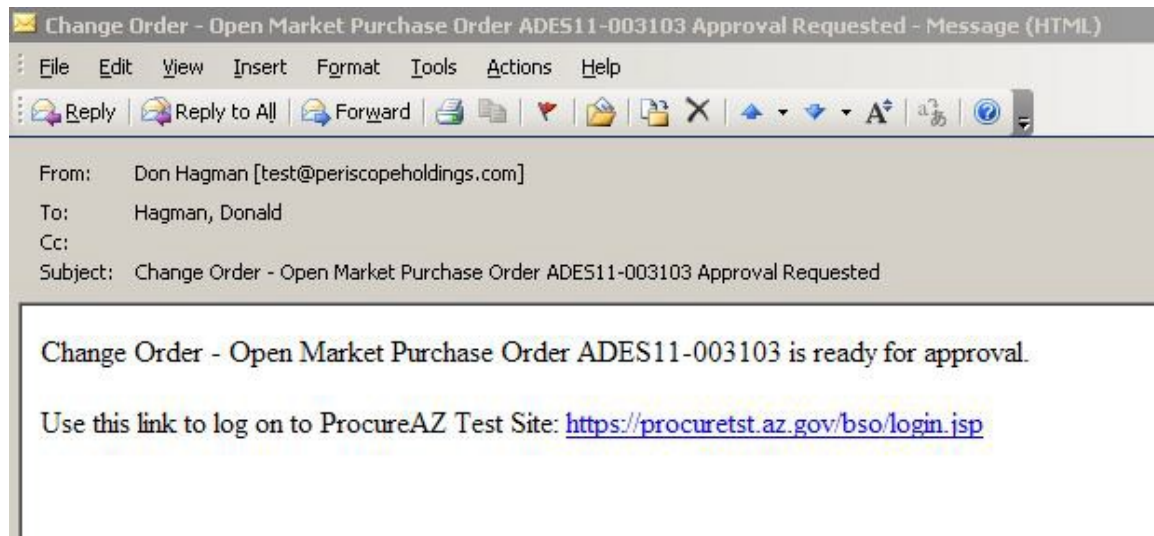 Change Order - Open Market Purchase Order ADES11-003103 Approval Requested - Message (HTML)
File Edit View Insert Format Tools Actions Help
Reply Reply to All Forward
From: Don Hagman [test@periscopeholdings.com]
To: Hagman, Donald
Cc:
Subject: Change Order - Open Market Purchase Order ADES11-003103 Approval Requested
Change Order - Open Market Purchase Order ADES11-003103 is ready for approval.
Use this link to log on to ProcureAZ Test Site: https://procuretst.az.gov/bso/login.jsp